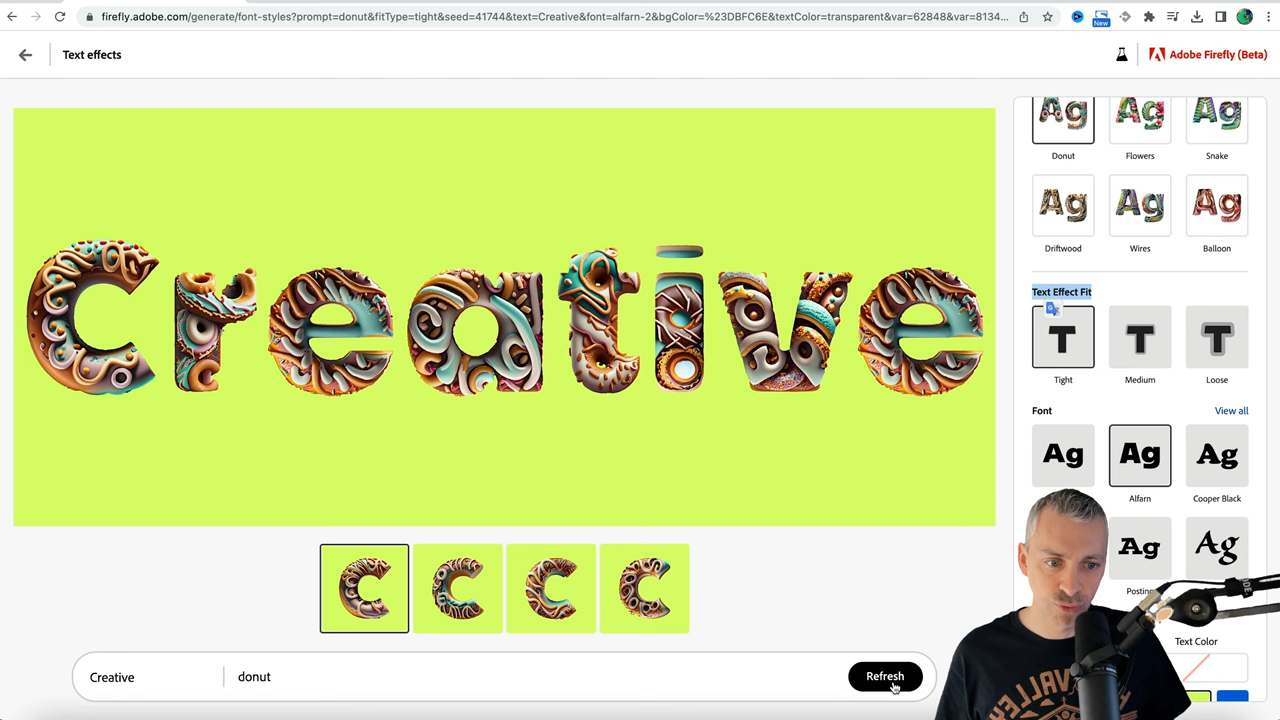 firefly.adobe.com/generate/font-styles?prompt=donut&fitType=tight&seed=41744&text=Creative&font=alfarn-2&bgColor=%23DBFC6E&textColor=transparent&var=62848&var=8134...
New
Text effects
Adobe Firefly (Beta)
Creative
Ag Ag Ag
Donut Flowers Snake
Ag Ag Ag
Driftwood Wires Balloon
Text Effect Fit
T T T
Tight Medium Loose
Font View all
Ag Ag Ag
Alfarn Cooper Black
Ag Ag
Text Color
C C C C
Creative donut Refresh
VALLEY